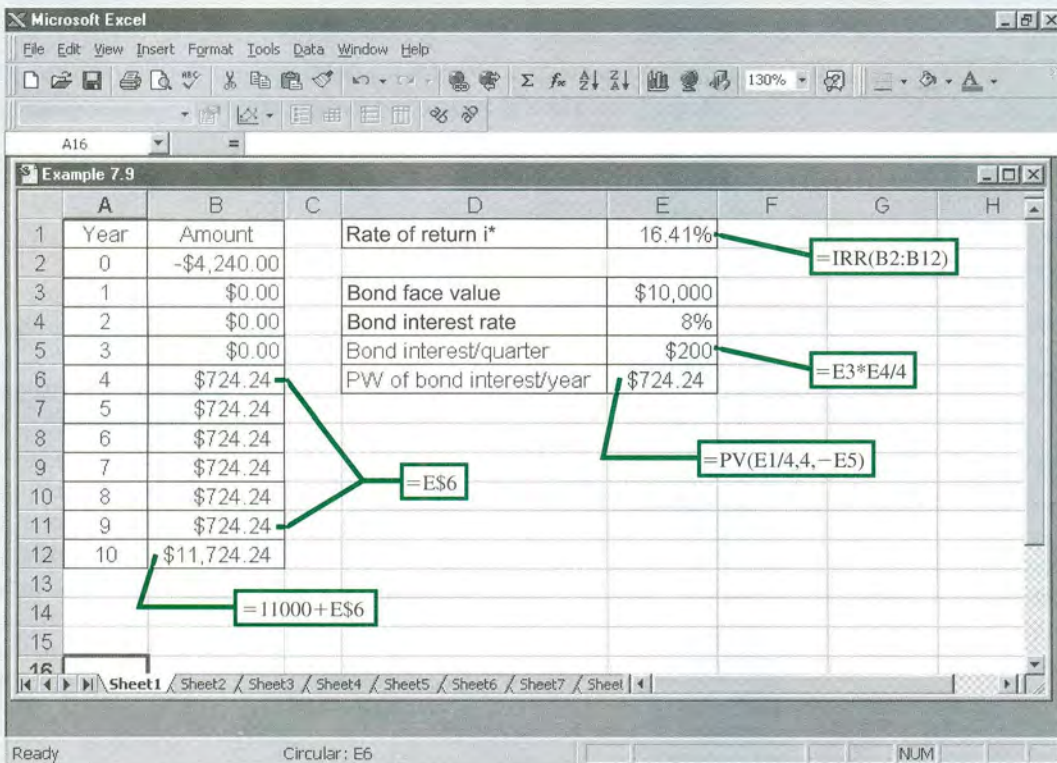 Microsoft Excel
File Edit View Insert Format Tools Data Window Help
130%
A16 =
Example 7.9
A B C D E F G H
1 Year Amount Rate of return i* 16.41% =IRR(B2:B12)
2 0 -$4,240.00
3 1 $0.00 Bond face value $10,000
4 2 $0.00 Bond interest rate 8%
5 3 $0.00 Bond interest/quarter $200 =E3*E4/4
6 4 $724.24 PW of bond interest/year $724.24
7 5 $724.24
8 6 $724.24
9 7 $724.24 =PV(E1/4,4,−E5)
10 8 $724.24 =E$6
11 9 $724.24
12 10 $11,724.24
13
14 =11000+E$6
15
16
Sheet1 Sheet2 Sheet3 Sheet4 Sheet5 Sheet6 Sheet7 Sheel
Ready Circular: E6 NUM